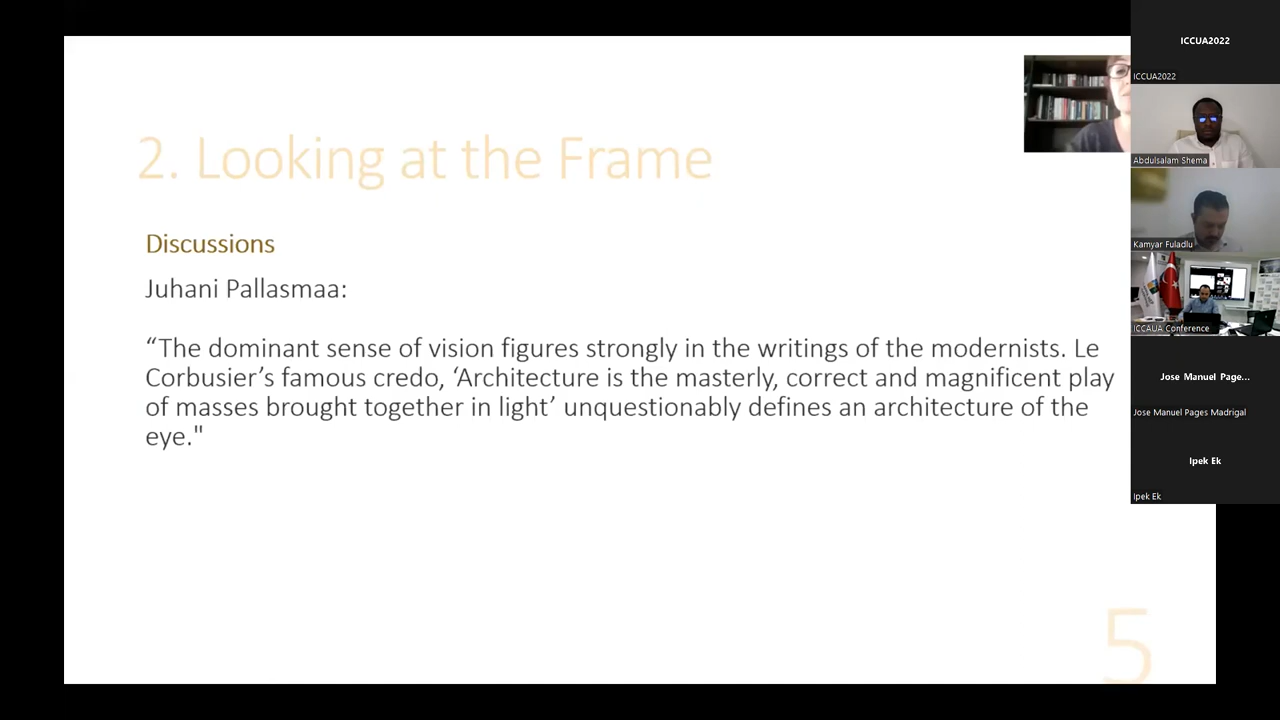 2. Looking at the Frame
Discussions
Juhani Pallasmaa:
“The dominant sense of vision figures strongly in the writings of the modernists. Le
Corbusier’s famous credo, ‘Architecture is the masterly, correct and magnificent play
of masses brought together in light’ unquestionably defines an architecture of the
eye."
5
ICCUA2022
ICCUA2022
Abdulsalam Shema
Kamyar Fuladlu
ICCAUA Conference
Jose Manuel Page...
Jose Manuel Pages Madrigal
Ipek Ek
Ipek Ek